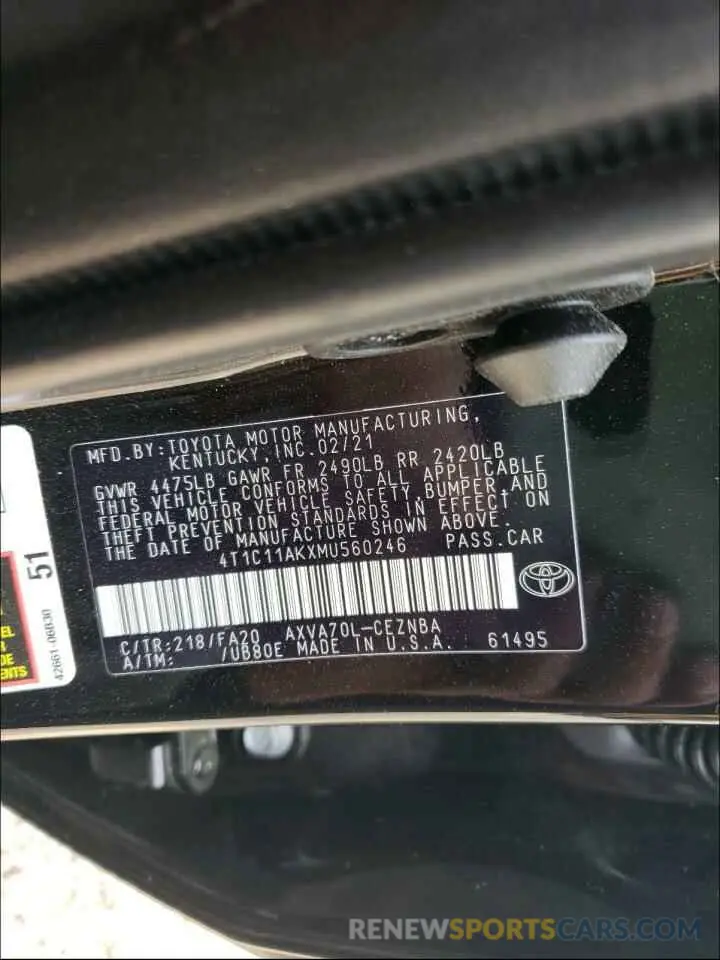 MFD.BY:TOYOTA MOTOR MANUFACTURING,
KENTUCKY,INC.02/21
GVWR 4475LB GAWR FR 2490LB RR 2420LB
THIS VEHICLE CONFORMS TO ALL APPLICABLE
FEDERAL MOTOR VEHICLE SAFETY,BUMPER AND
THEFT PREVENTION STANDARDS IN EFFECT ON
THE DATE OF MANUFACTURE SHOWN ABOVE.
4T1C11AKXMU560246 PASS.CAR
C/TR:218/FA20 AXVA70L-CEZNBA
A/TM: /UB80E MADE IN U.S.A. 61495
51
42661-06B30
RENEWSPORTSCARS.COM